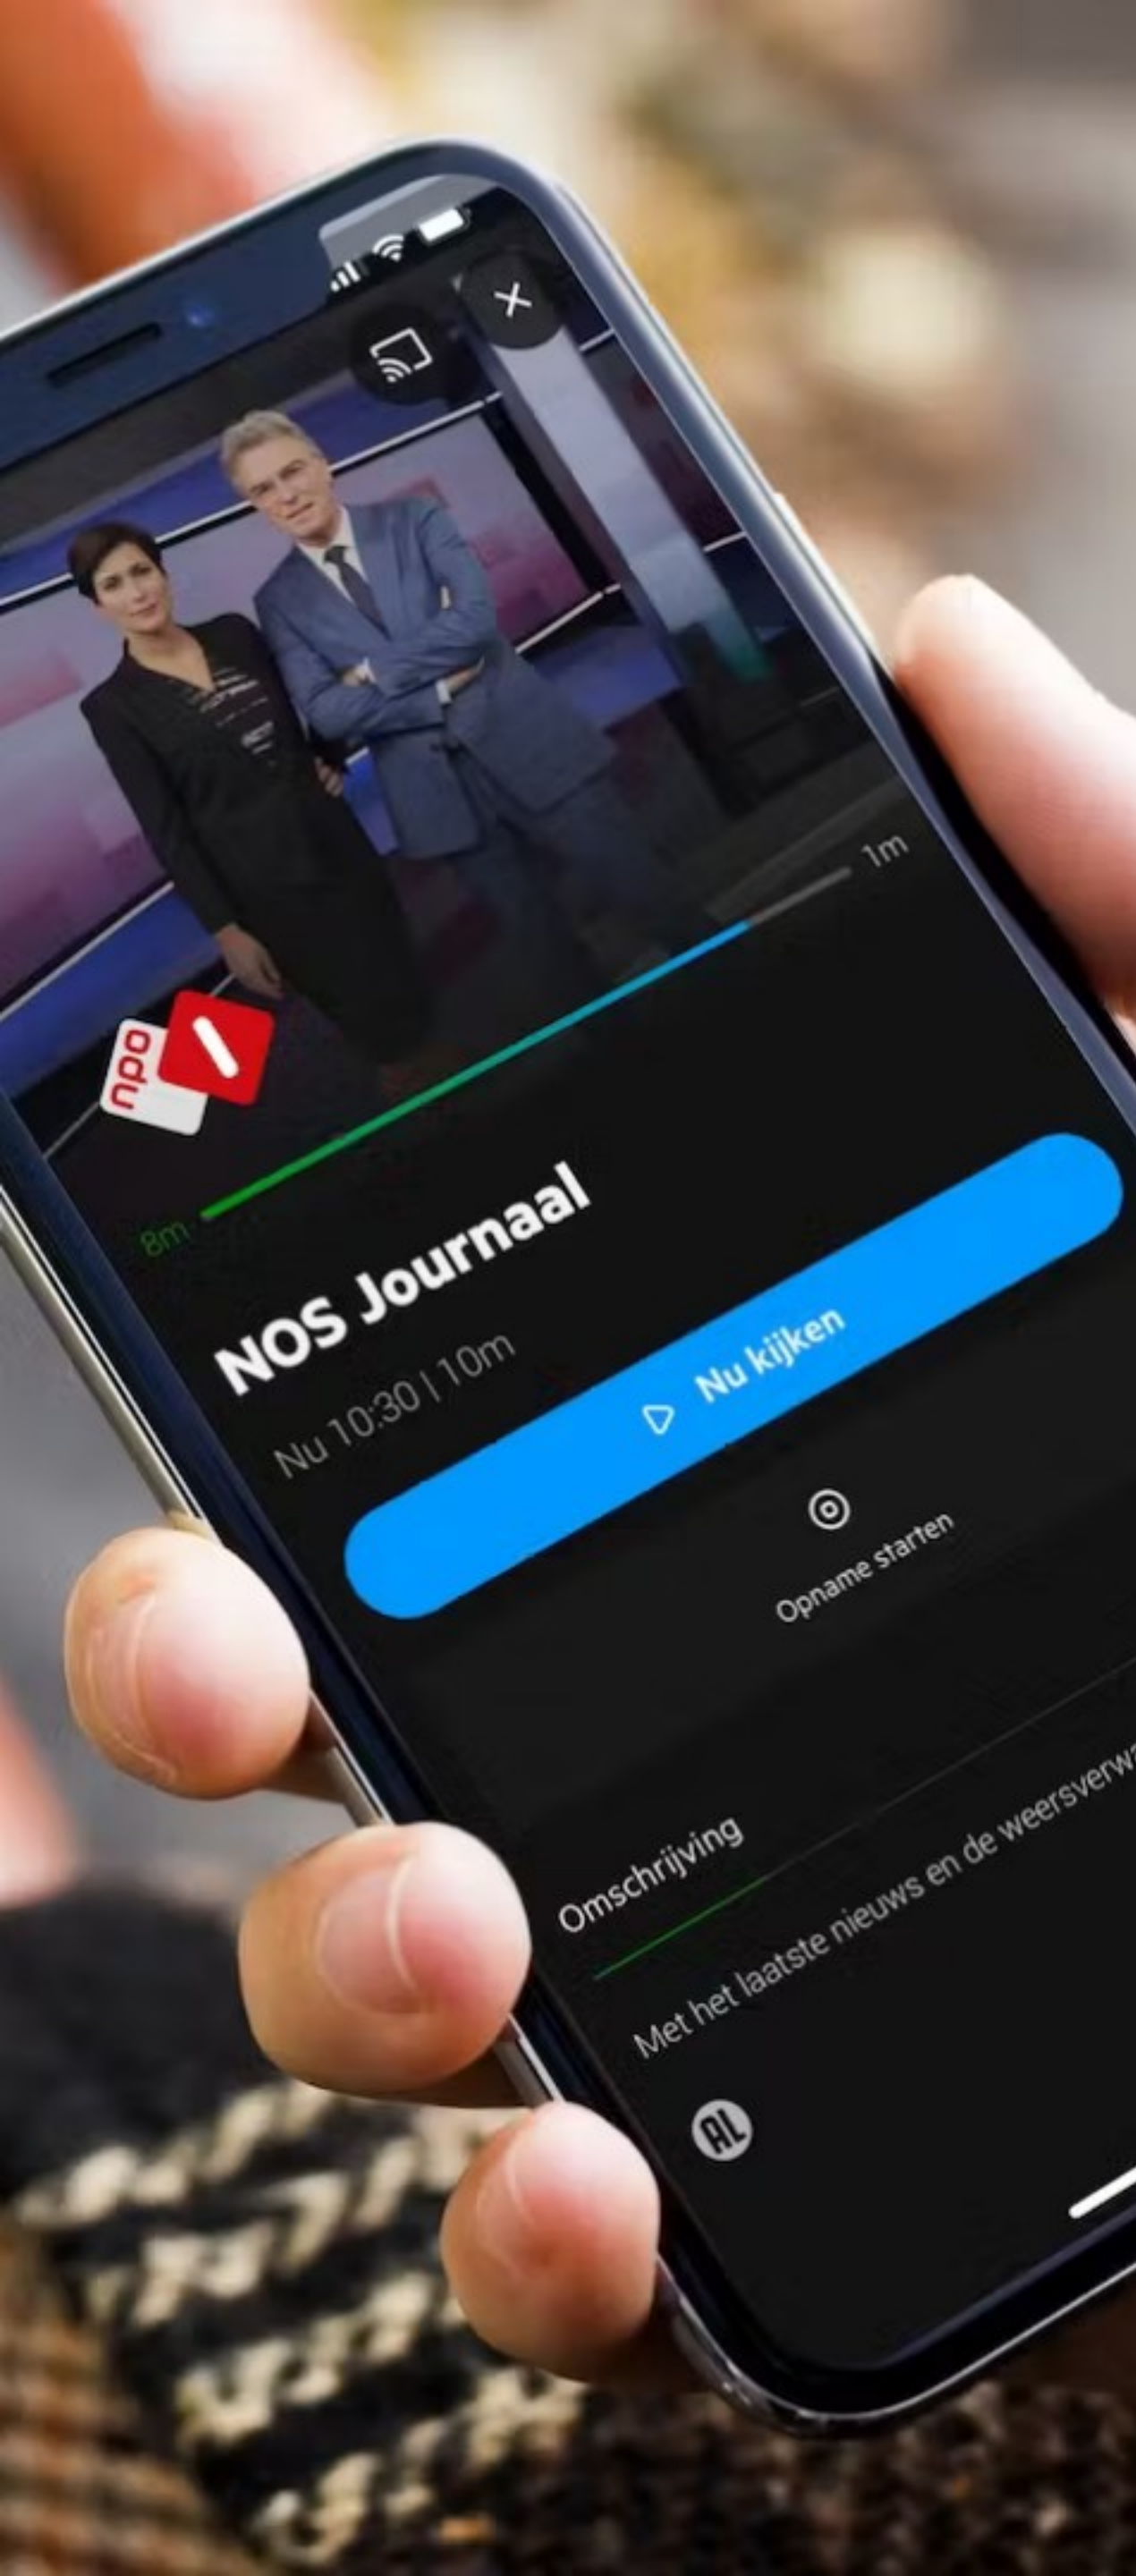 npo
1m
8m
NOS Journaal
Nu 10:30 | 10m
Nu kijken
Opname starten
Omschrijving
Met het laatste nieuws en de
AL